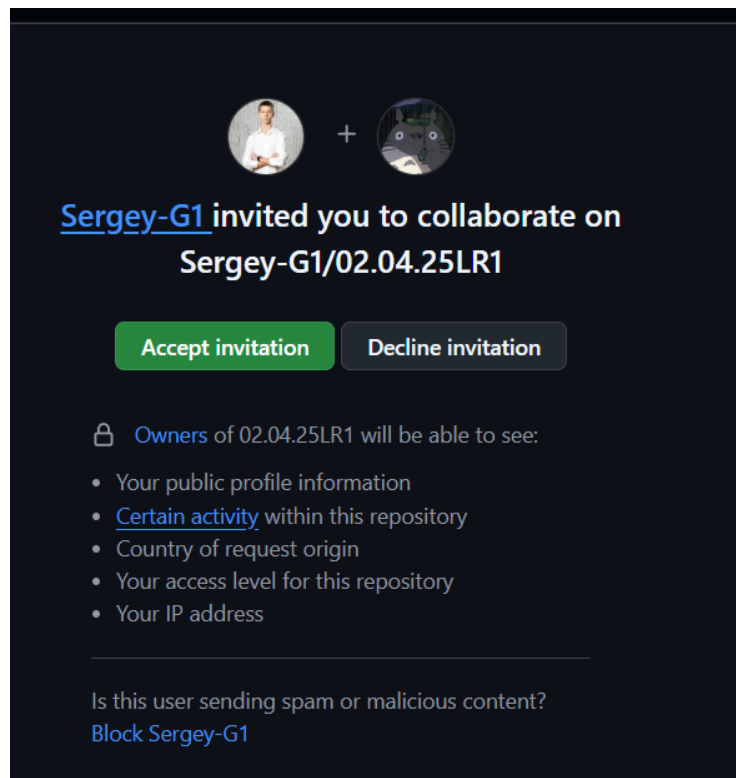 +
Sergey-G1 invited you to collaborate on
Sergey-G1/02.04.25LR1
Accept invitation Decline invitation
Owners of 02.04.25LR1 will be able to see:
• Your public profile information
• Certain activity within this repository
• Country of request origin
• Your access level for this repository
• Your IP address
Is this user sending spam or malicious content?
Block Sergey-G1